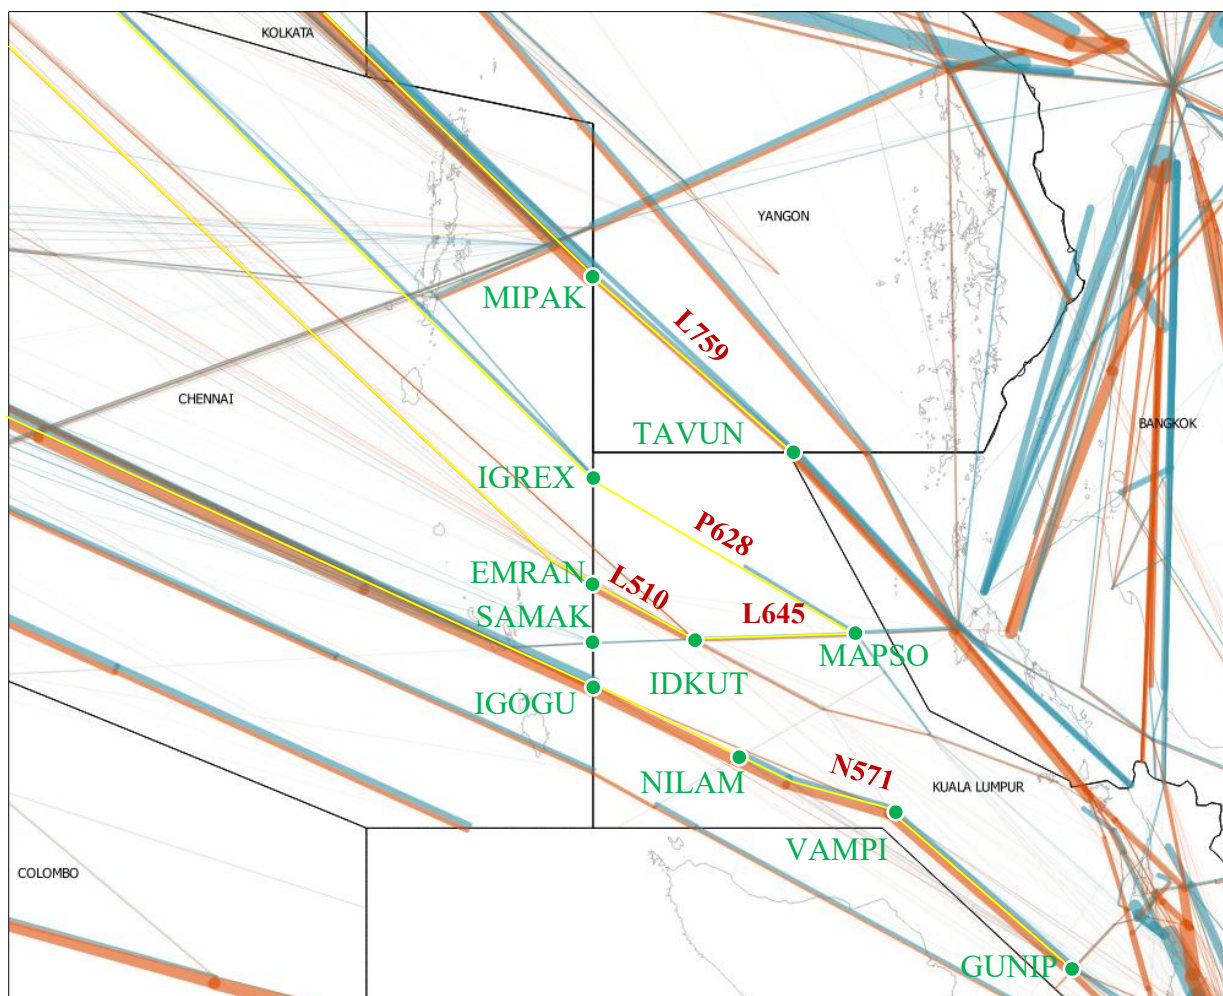 KOLKATA
YANGON
MIPAK
L759
CHENNAI
TAVUN
BANGKOK
IGREX
P628
EMRAN
L510
SAMAK
L645
MAPSO
IDKUT
IGOGU
NILAM
N571
KUALA LUMPUR
VAMPI
COLOMBO
GUNIP